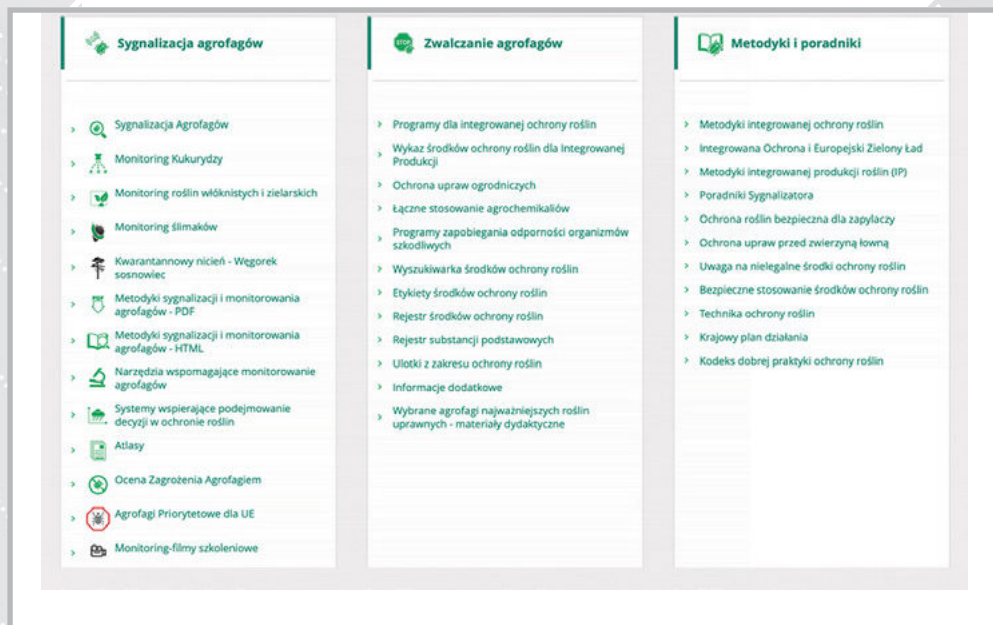 Sygnalizacja agrofagów
Sygnalizacja Agrofagów
Monitoring Kukurydzy
Monitoring roślin włóknistych i zielarskich
Monitoring ślimaków
Kwarantannowy nicień - Węgorek
sosnowiec
Metodyki sygnalizacji i monitorowania
agrofagów - PDF
Metodyki sygnalizacji i monitorowania
agrofagów - HTML
Narzędzia wspomagające monitorowanie
agrofagów
Systemy wspierające podejmowanie
decyzji w ochronie roślin
Atlasy
Ocena Zagrożenia Agrofagiem
Agrofagi Priorytetowe dla UE
Monitoring-filmy szkoleniowe
STOP
Zwalczanie agrofagów
Programy dla integrowanej ochrony roślin
Wykaz środków ochrony roślin dla Integrowanej
Produkcji
Ochrona upraw ogrodniczych
Łączne stosowanie agrochemikaliów
Programy zapobiegania odporności organizmów
szkodliwych
Wyszukiwarka środków ochrony roślin
Etykiety środków ochrony roślin
Rejestr środków ochrony roślin
Rejestr substancji podstawowych
Ulotki z zakresu ochrony roślin
Informacje dodatkowe
Wybrane agrofagi najważniejszych roślin
uprawnych - materiały dydaktyczne
Metodyki i poradniki
Metodyki integrowanej ochrony roślin
Integrowana Ochrona i Europejski Zielony Ład
Metodyki integrowanej produkcji roślin (IP)
Poradniki Sygnalizatora
Ochrona roślin bezpieczna dla zapylaczy
Ochrona upraw przed zwierzyną łowną
Uwaga na nielegalne środki ochrony roślin
Bezpieczne stosowanie środków ochrony roślin
Technika ochrony roślin
Krajowy plan działania
Kodeks dobrej praktyki ochrony roślin